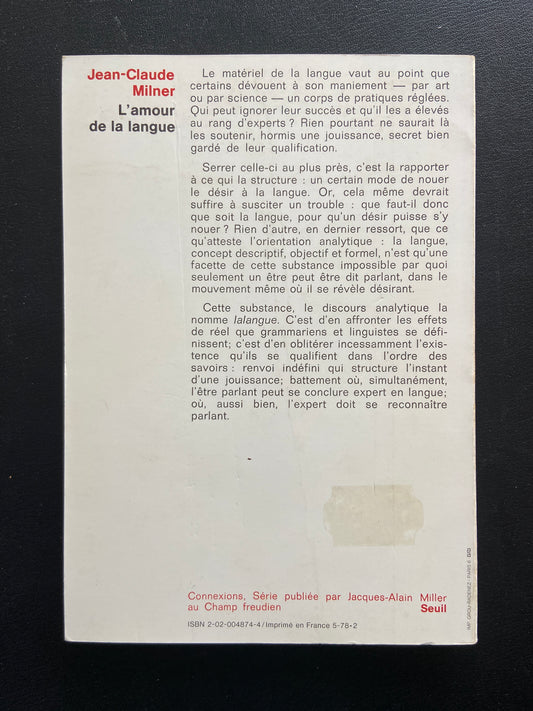 Jean-Claude
Milner
L'amour
de la langue
Le matériel de la langue vaut au point que
certains dévouent à son maniement — par art
ou par science — un corps de pratiques réglées.
Qui peut ignorer leur succès et qu'il les a élevés
au rang d'experts ? Rien pourtant ne saurait là
les soutenir, hormis une jouissance, secret bien
gardé de leur qualification.
Serrer celle-ci au plus près, c'est la rapporter
à ce qui la structure : un certain mode de nouer
le désir à la langue. Or, cela même devrait
suffire à susciter un trouble : que faut-il donc
que soit la langue, pour qu'un désir puisse s'y
nouer ? Rien d'autre, en dernier ressort, que ce
qu'atteste l'orientation analytique : la langue,
concept descriptif, objectif et formel, n'est qu'une
facette de cette substance impossible par quoi
seulement un être peut être dit parlant, dans le
mouvement même où il se révèle désirant.
Cette substance, le discours analytique la
nomme lalangue. C'est d'en affronter les effets
de réel que grammairiens et linguistes se défi-
nissent; c'est d'en oblitérer incessamment l'exis-
tence qu'ils se qualifient dans l'ordre des
savoirs : renvoi indéfini qui structure l'instant
d'une jouissance; battement où, simultanément,
l'être parlant peut se conclure expert en langue;
où, aussi bien, l'expert doit se reconnaître
parlant.
Connexions, Série publiée par Jacques-Alain Miller
au Champ freudien
Seuil
ISBN 2-02-004874-4/Imprimé en France 5-78-2